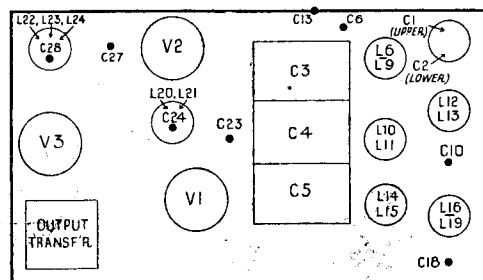 L22, L23, L24
C28
C27
V2
C13
C6
C1
(UPPER)
C2
(LOWER)
L6
L9
C3
L20, L21
C24
C23
C4
L12
L13
L10
L11
C10
V3
V1
C5
L14
L15
L16
L19
OUTPUT
TRANSF'R
C18